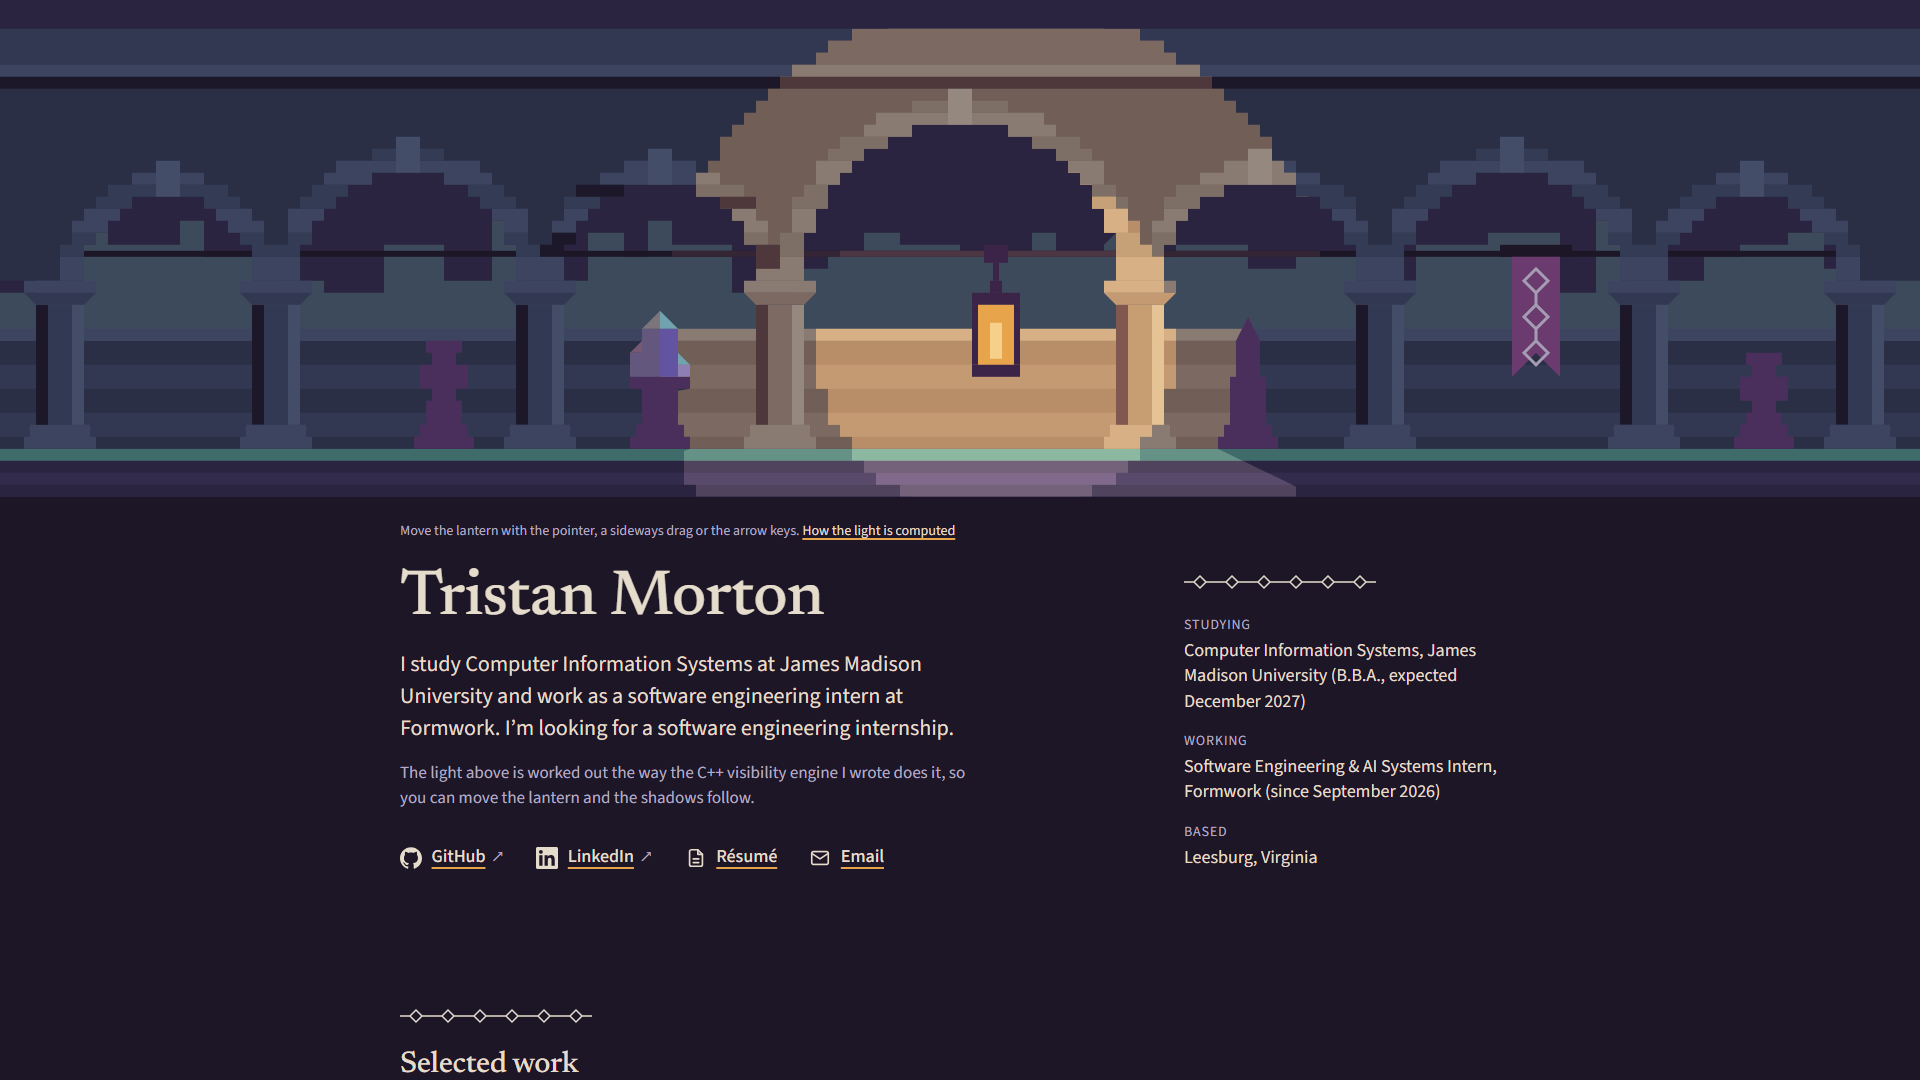 Move the lantern with the pointer, a sideways drag or the arrow keys. How the light is computed
Tristan Morton
I study Computer Information Systems at James Madison
University and work as a software engineering intern at
Formwork. I’m looking for a software engineering internship.
The light above is worked out the way the C++ visibility engine I wrote does it, so
you can move the lantern and the shadows follow.
GitHub ↗ LinkedIn ↗ Résumé Email
STUDYING
Computer Information Systems, James
Madison University (B.B.A., expected
December 2027)
WORKING
Software Engineering & AI Systems Intern,
Formwork (since September 2026)
BASED
Leesburg, Virginia
Selected work